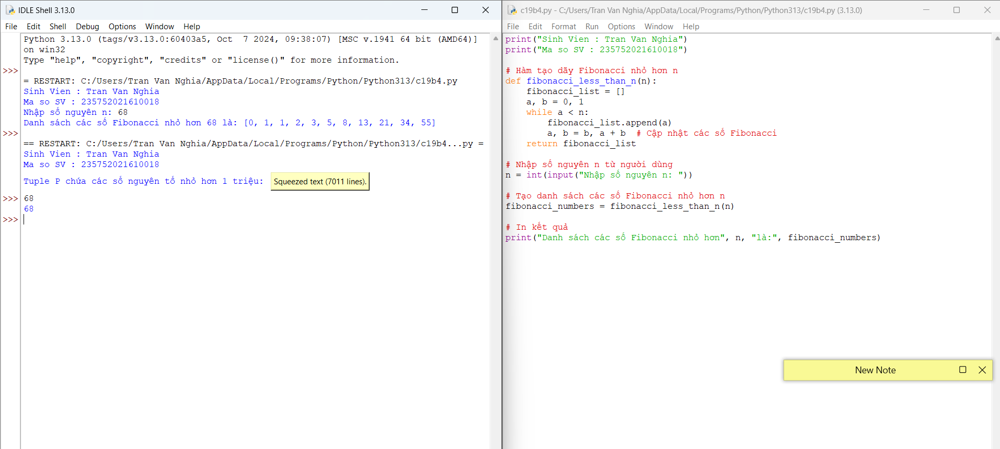 IDLE Shell 3.13.0
File Edit Shell Debug Options Window Help
Python 3.13.0 (tags/v3.13.0:60403a5, Oct  7 2024, 09:38:07) [MSC v.1941 64 bit (AMD64)]
on win32
Type "help", "copyright", "credits" or "license()" for more information.
>>>
= RESTART: C:/Users/Tran Van Nghia/AppData/Local/Programs/Python/Python313/c19b4.py
Sinh Vien : Tran Van Nghia
Ma so SV : 235752021610018
Nhập số nguyên n: 68
Danh sách các số Fibonacci nhỏ hơn 68 là: [0, 1, 1, 2, 3, 5, 8, 13, 21, 34, 55]
>>>
== RESTART: C:/Users/Tran Van Nghia/AppData/Local/Programs/Python/Python313/c19b4...py =
Sinh Vien : Tran Van Nghia
Ma so SV : 235752021610018
Tuple P chứa các số nguyên tố nhỏ hơn 1 triệu: Squeezed text (7011 lines).
>>> 68
68
>>>
c19b4.py - C:/Users/Tran Van Nghia/AppData/Local/Programs/Python/Python313/c19b4.py (3.13.0)
File Edit Format Run Options Window Help
print("Sinh Vien : Tran Van Nghia")
print("Ma so SV : 235752021610018")
# Hàm tạo dãy Fibonacci nhỏ hơn n
def fibonacci_less_than_n(n):
    fibonacci_list = []
    a, b = 0, 1
    while a < n:
        fibonacci_list.append(a)
        a, b = b, a + b  # Cập nhật các số Fibonacci
    return fibonacci_list
# Nhập số nguyên n từ người dùng
n = int(input("Nhập số nguyên n: "))
# Tạo danh sách các số Fibonacci nhỏ hơn n
fibonacci_numbers = fibonacci_less_than_n(n)
# In kết quả
print("Danh sách các số Fibonacci nhỏ hơn", n, "là:", fibonacci_numbers)
New Note